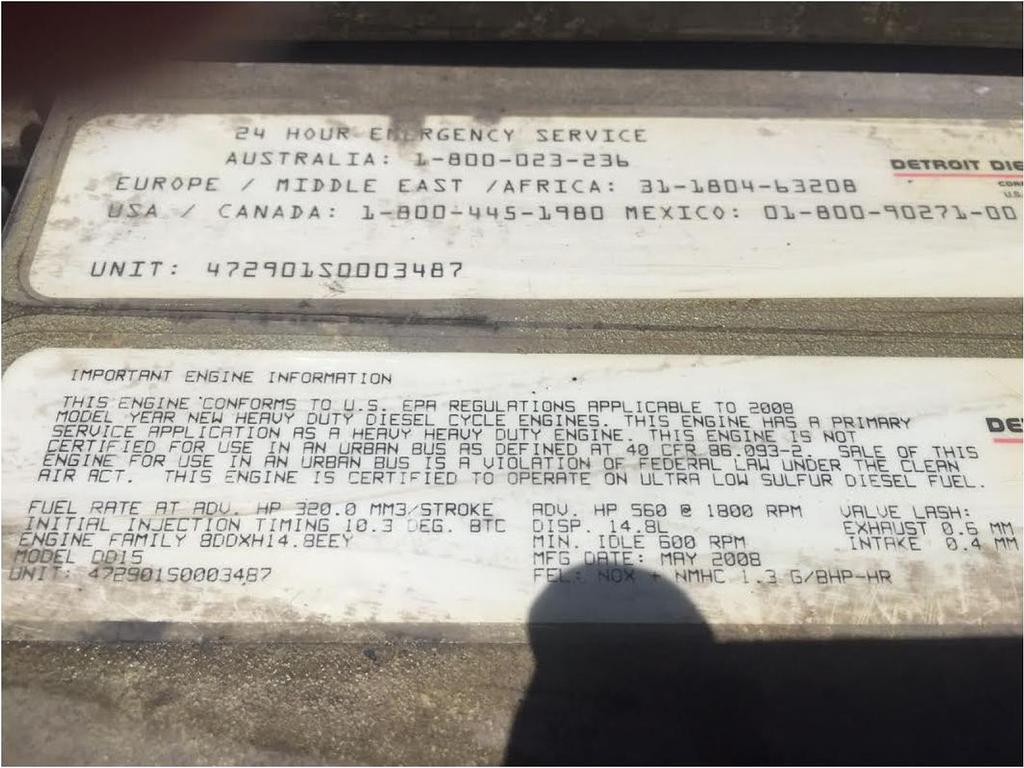 24 HOUR EMERGENCY SERVICE
AUSTRALIA: 1-800-023-236
EUROPE / MIDDLE EAST /AFRICA: 31-1804-63208
USA / CANADA: 1-800-445-1980 MEXICO: 01-800-90271-00
DETROIT DIE
COR
U.S.
UNIT: 472901S0003487
IMPORTANT ENGINE INFORMATION
THIS ENGINE CONFORMS TO U.S. EPA REGULATIONS APPLICABLE TO 2008
MODEL YEAR NEW HEAVY DUTY DIESEL CYCLE ENGINES. THIS ENGINE HAS A PRIMARY
SERVICE APPLICATION AS A HEAVY HEAVY DUTY ENGINE. THIS ENGINE IS NOT
CERTIFIED FOR USE IN AN URBAN BUS AS DEFINED AT 40 CFR 86.093-2. SALE OF THIS
ENGINE FOR USE IN AN URBAN BUS IS A VIOLATION OF FEDERAL LAW UNDER THE CLEAN
AIR ACT. THIS ENGINE IS CERTIFIED TO OPERATE ON ULTRA LOW SULFUR DIESEL FUEL.
DE
FUEL RATE AT ADV. HP 320.0 MM3/STROKE
INITIAL INJECTION TIMING 10.3 DEG. BTC
ENGINE FAMILY 8DDXH14.8EEY
MODEL DD15
UNIT: 472901S0003487
ADV. HP 560 @ 1800 RPM
DISP. 14.8L
MIN. IDLE 600 RPM
MFG DATE: MAY 2008
FEL: NOX + NMHC 1.3 G/BHP-HR
VALVE LASH:
EXHAUST 0.6 MM
INTAKE 0.4 MM